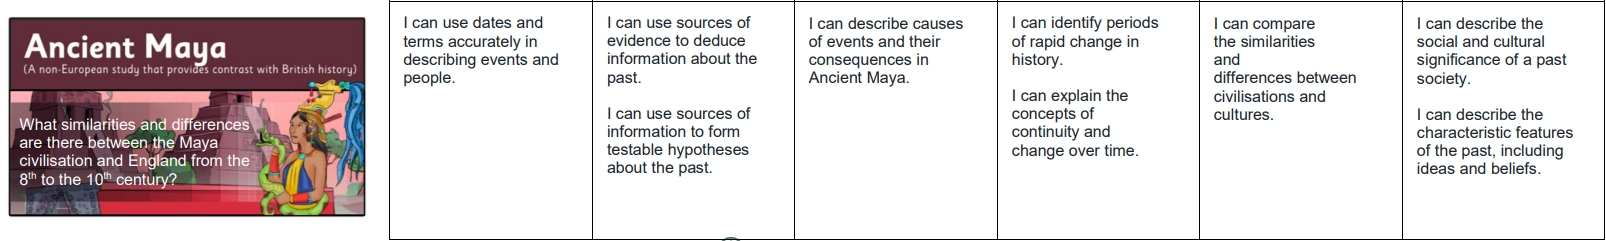 Ancient Maya
(A non-European study that provides contrast with British history)
What similarities and differences
are there between the Maya
civilisation and England from the
8th to the 10th century?
I can use dates and
terms accurately in
describing events and
people.
I can use sources of
evidence to deduce
information about the
past.
I can use sources of
information to form
testable hypotheses
about the past.
I can describe causes
of events and their
consequences in
Ancient Maya.
I can identify periods
of rapid change in
history.
I can explain the
concepts of
continuity and
change over time.
I can compare
the similarities
and
differences between
civilisations and
cultures.
I can describe the
social and cultural
significance of a past
society.
I can describe the
characteristic features
of the past, including
ideas and beliefs.